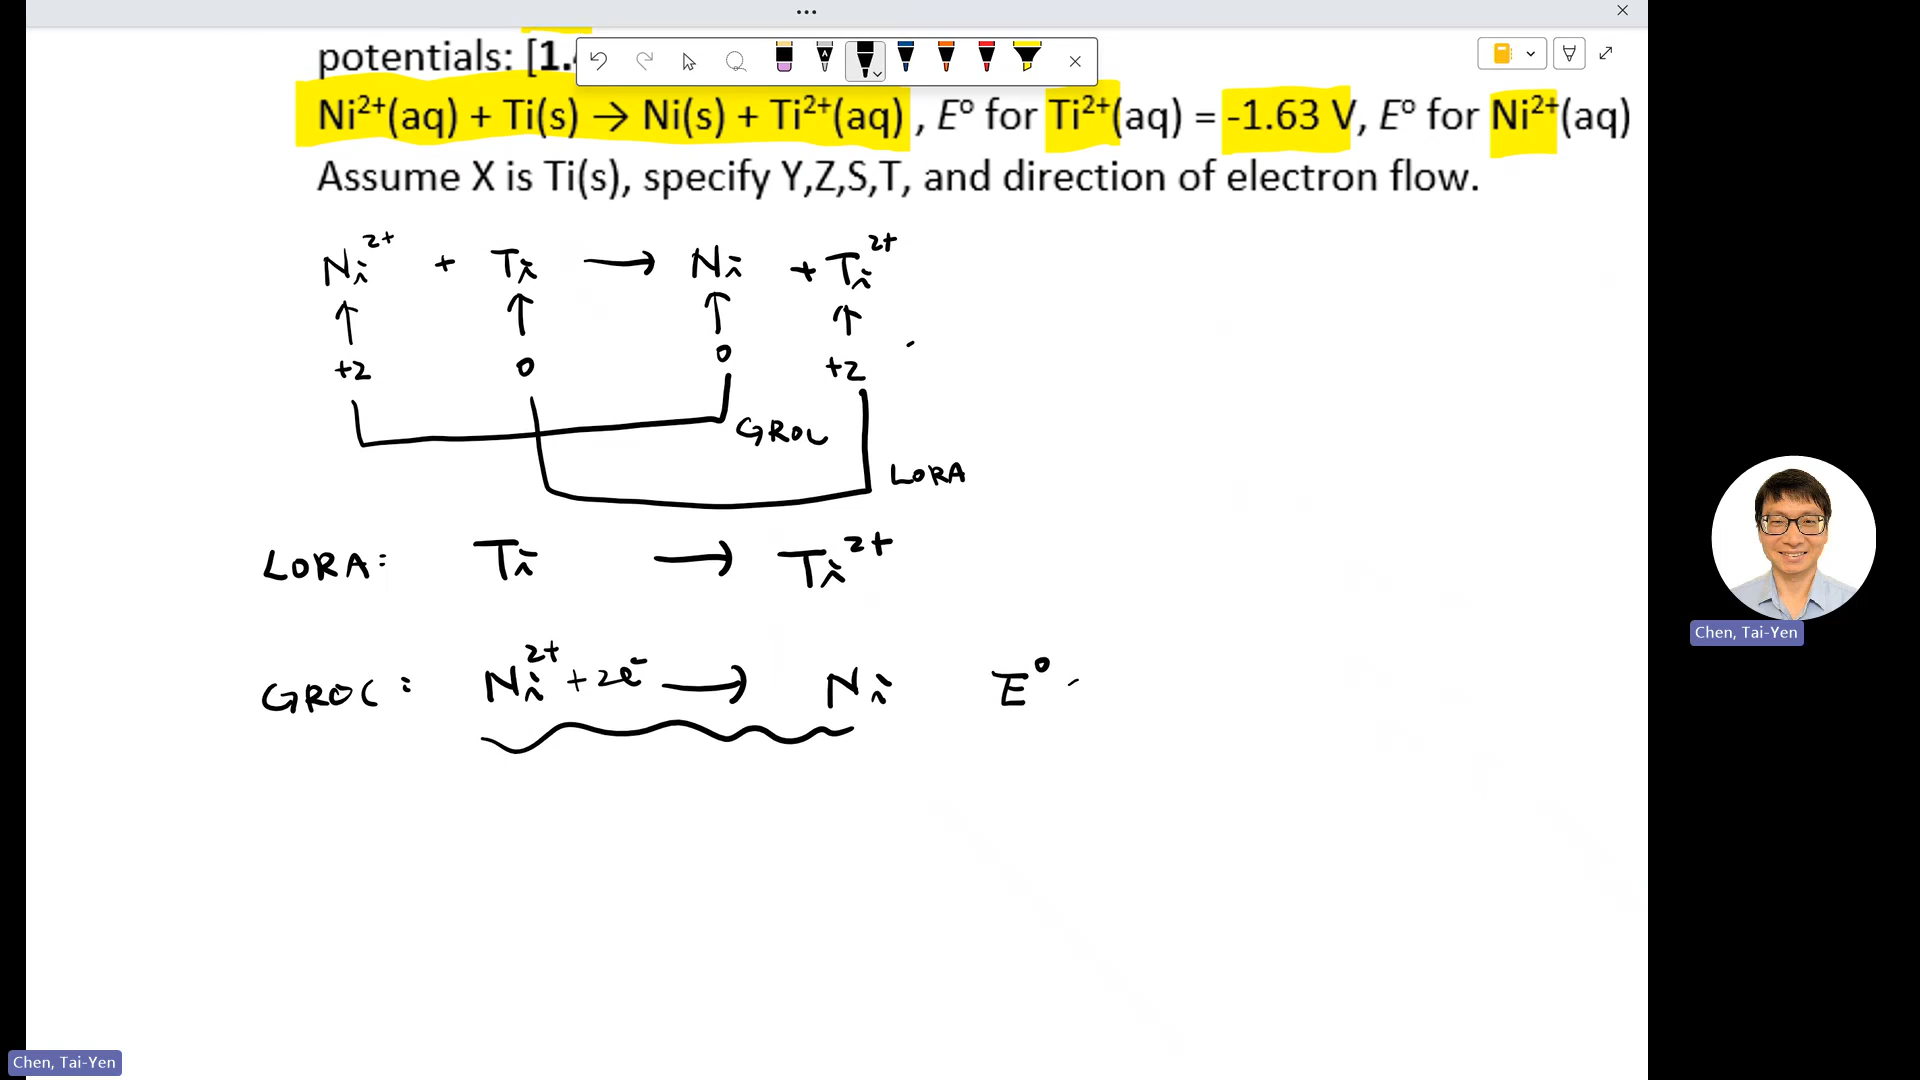 potentials: [1.
Ni²⁺(aq) + Ti(s) → Ni(s) + Ti²⁺(aq) , E° for Ti²⁺(aq) = -1.63 V, E° for Ni²⁺(aq)
Assume X is Ti(s), specify Y,Z,S,T, and direction of electron flow.
Ni²⁺ + Ti → Ni + Ti²⁺
↑ ↑ ↑ ↑
+2 0 0 +2
GROC
LORA
LORA: Ti → Ti²⁺
GROC: Ni²⁺ + 2e⁻ → Ni E°
Chen, Tai-Yen
Chen, Tai-Yen